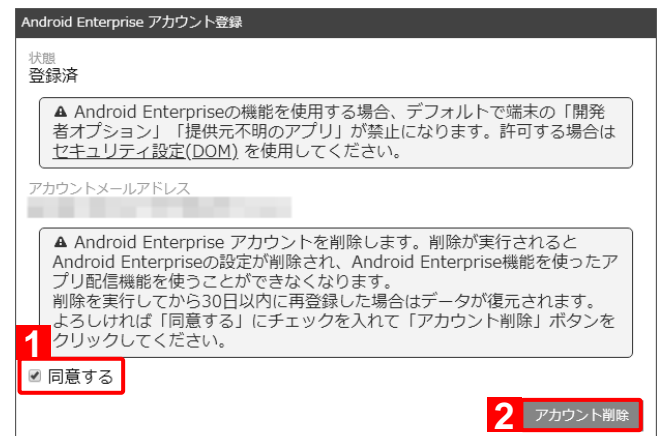 Android Enterprise アカウント登録
状態
登録済
▲ Android Enterpriseの機能を使用する場合、デフォルトで端末の「開発
者オプション」「提供元不明のアプリ」が禁止になります。許可する場合は
セキュリティ設定(DOM) を使用してください。
アカウントメールアドレス
▲ Android Enterprise アカウントを削除します。削除が実行されると
Android Enterpriseの設定が削除され、Android Enterprise機能を使ったア
プリ配信機能を使うことができなくなります。
削除を実行してから30日以内に再登録した場合はデータが復元されます。
よろしければ「同意する」にチェックを入れて「アカウント削除」ボタンを
クリックしてください。
1
同意する
2 アカウント削除